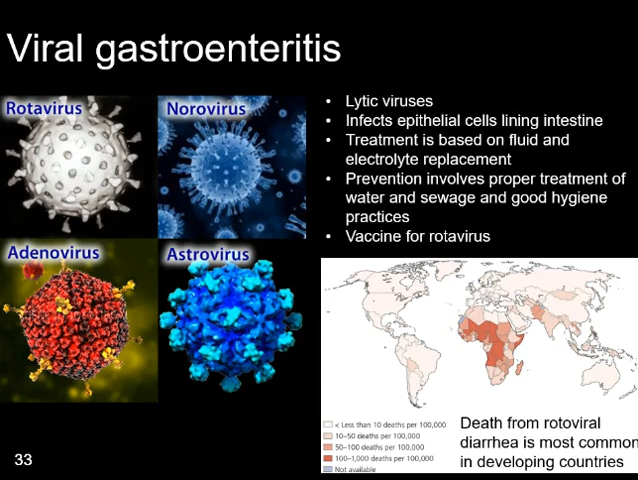 Viral gastroenteritis
Rotavirus
Norovirus
Adenovirus
Astrovirus
• Lytic viruses
• Infects epithelial cells lining intestine
• Treatment is based on fluid and
electrolyte replacement
• Prevention involves proper treatment of
water and sewage and good hygiene
practices
• Vaccine for rotavirus
< Less than 10 deaths per 100,000
10–50 deaths per 100,000
50–100 deaths per 100,000
100–1,000 deaths per 100,000
Not available
Death from rotoviral
diarrhea is most common
in developing countries
33